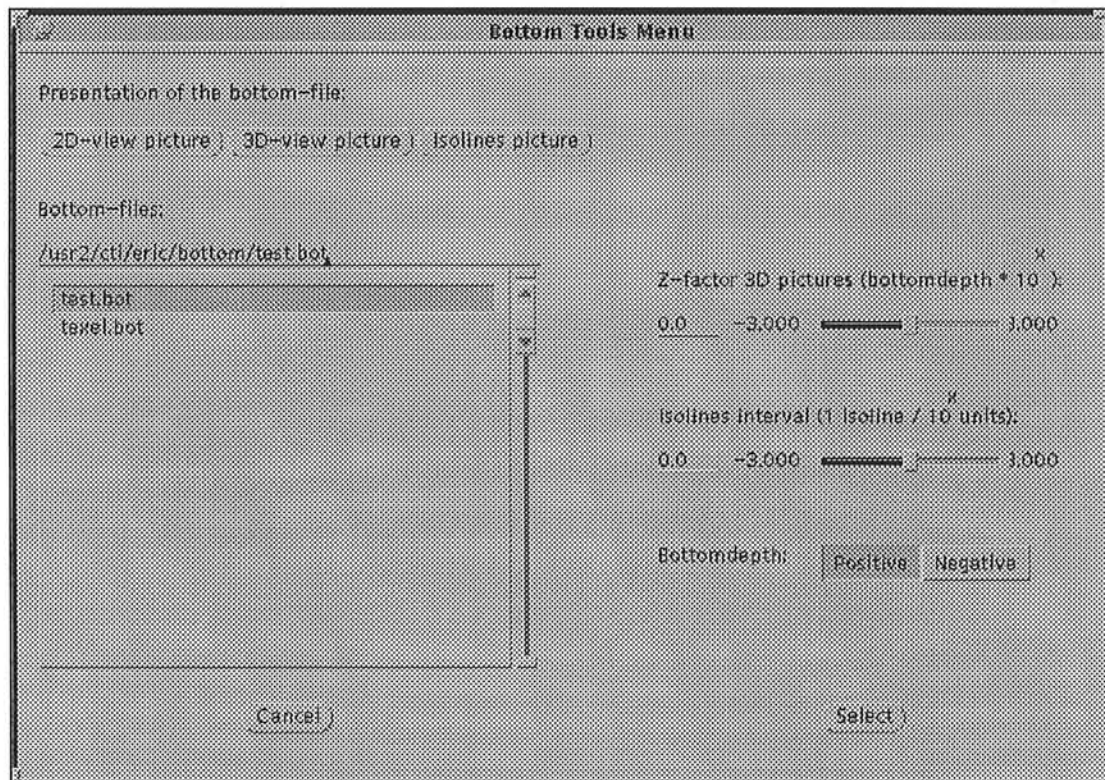 Bottom Tools Menu
Presentation of the bottom-file:
2D-view picture 3D-view picture Isolines picture
Bottom-files:
/usr2/cti/eric/bottom/test.bot
test.bot
texel.bot
x
Z-factor 3D pictures (bottomdepth * 10 ):
0.0 -3.000 3.000
x
Isolines interval (1 isoline / 10 units):
0.0 -3.000 3.000
Bottomdepth: Positive Negative
Cancel Select